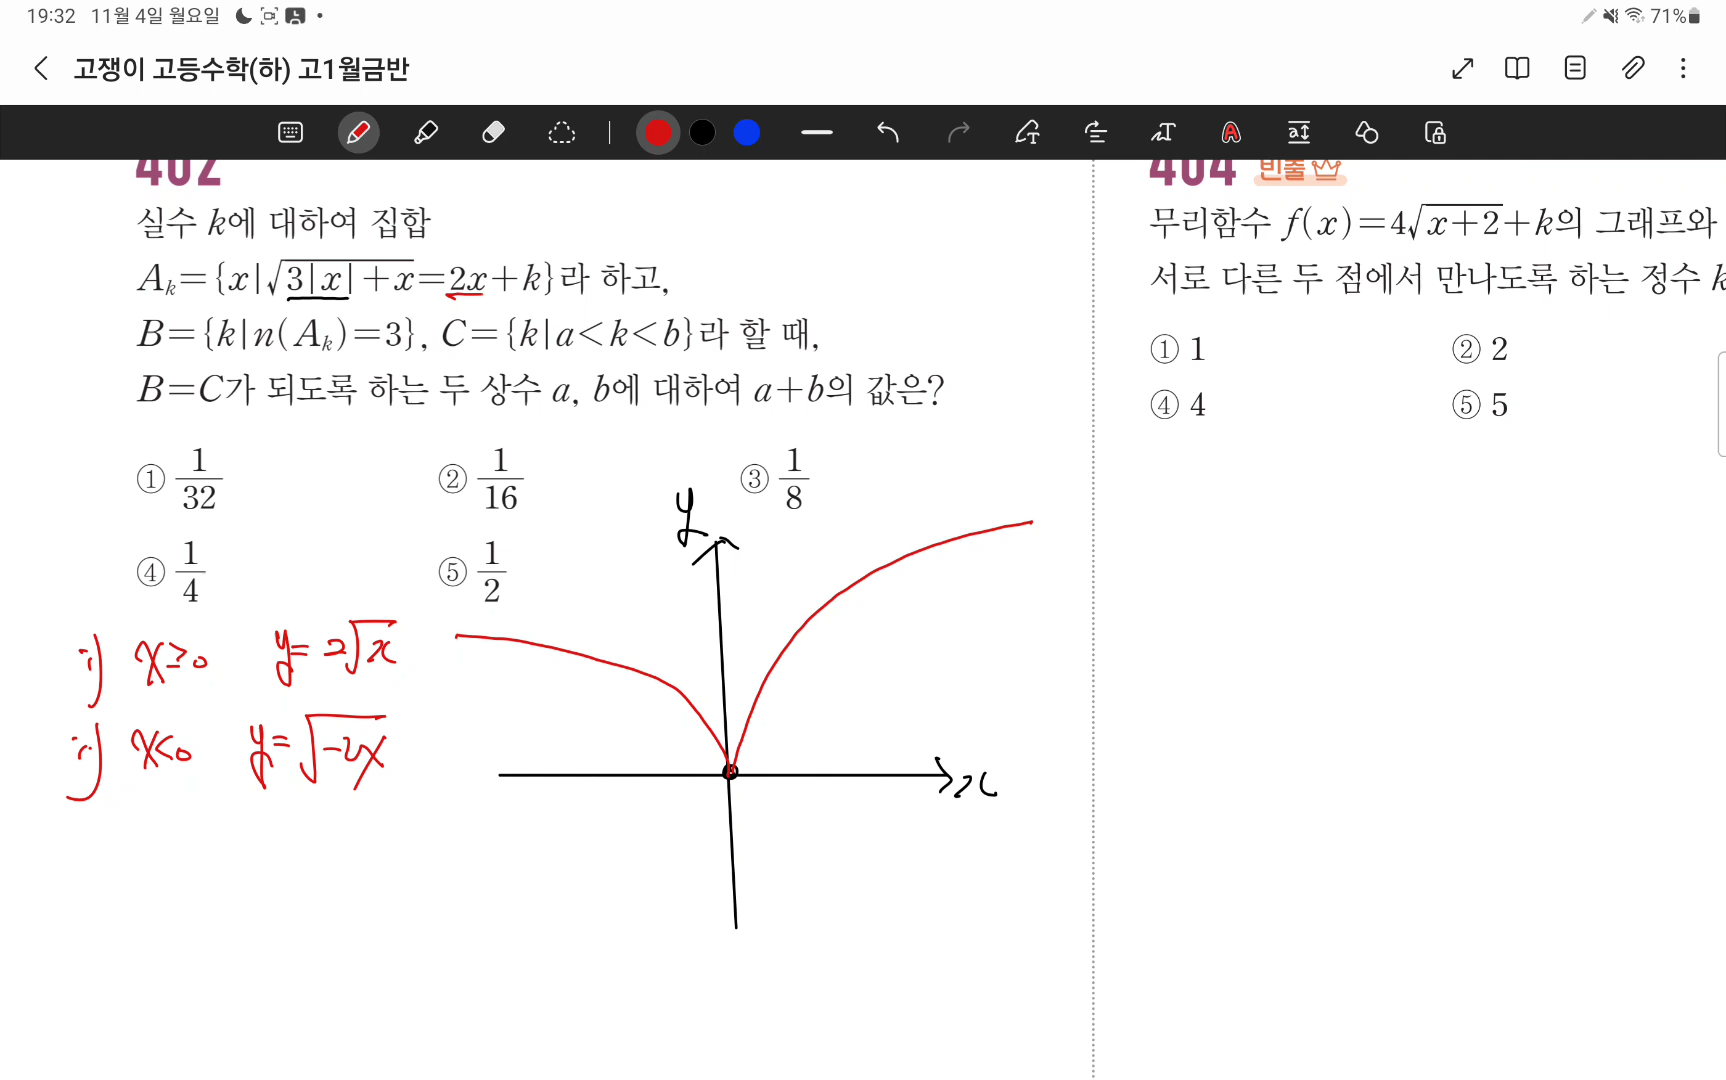 19:32 11월 4일 월요일
71%
고쟁이 고등수학(하) 고1월금반
402
실수 k에 대하여 집합
A_k={x|√(3|x|+x)=2x+k}라 하고,
B={k|n(A_k)=3}, C={k|a<k<b}라 할 때,
B=C가 되도록 하는 두 상수 a, b에 대하여 a+b의 값은?
① 1/32 ② 1/16 ③ 1/8
④ 1/4 ⑤ 1/2
i) x≥0 y=2√x
ii) x<0 y=√(-2x)
y
x
404 빈출
무리함수 f(x)=4√(x+2)+k의 그래프와
서로 다른 두 점에서 만나도록 하는 정수 k
① 1 ② 2
④ 4 ⑤ 5